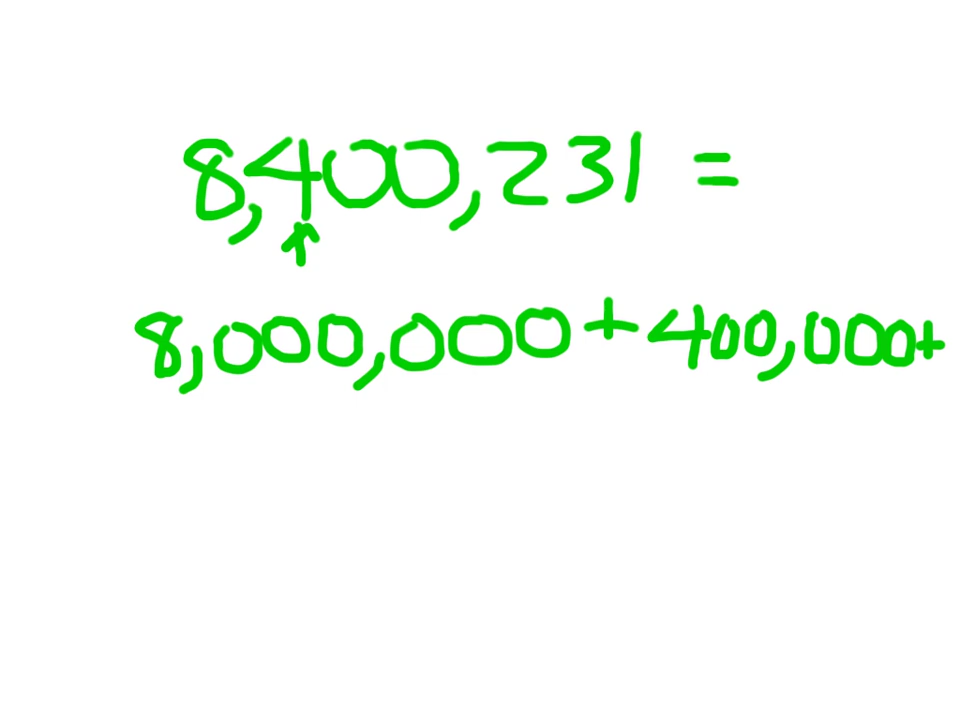 8,400,231 =
8,000,000 + 400,000 +